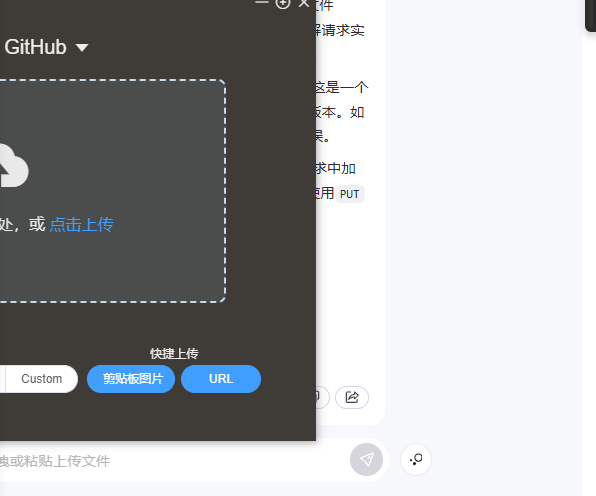 文件
GitHub
解请求实
这是一个
版本。如
求中加
使用 PUT
处，或 点击上传
快捷上传
Custom
剪贴板图片
URL
拽或粘贴上传文件